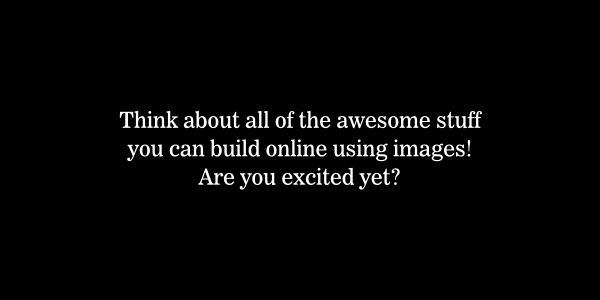 Think about all of the awesome stuff
you can build online using images!
Are you excited yet?